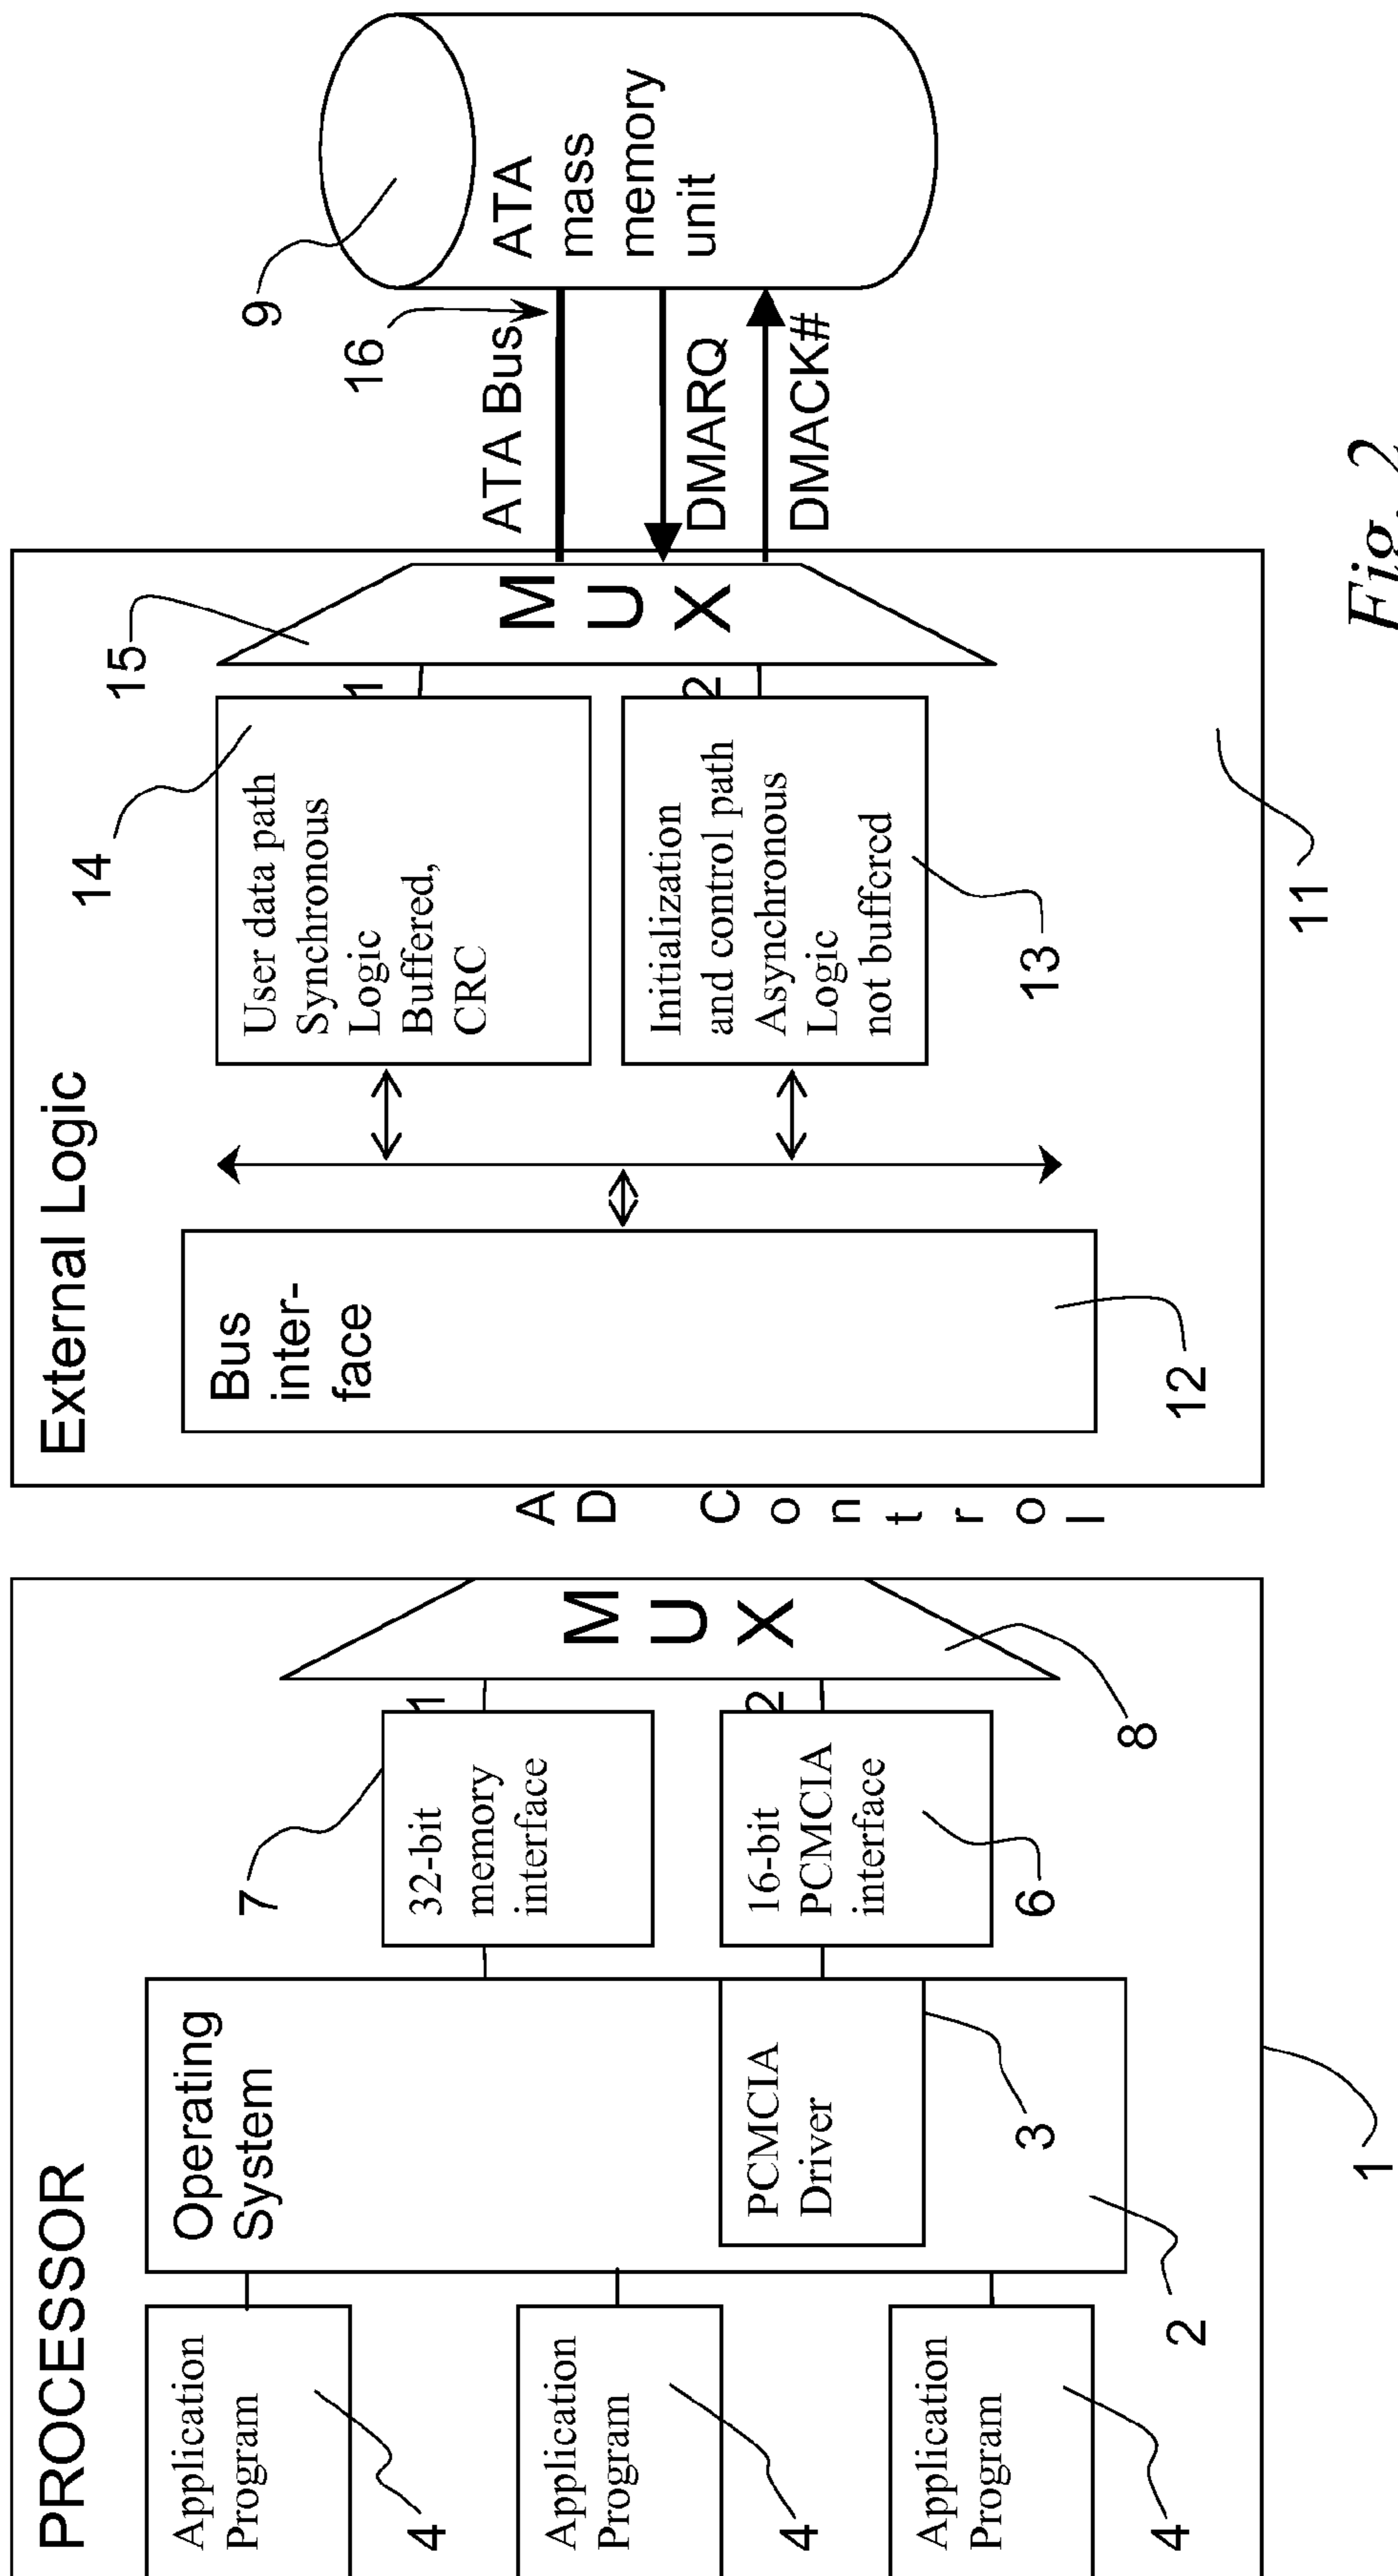 PROCESSOR
Application
Program
4
Application
Program
4
Application
Program
4
Operating
System
2
PCMCIA
Driver
3
7
32-bit
memory
interface
1
16-bit
PCMCIA
interface
2
6
MUX
8
1
AD Control
External Logic
Bus
inter-
face
12
14
User data path
Synchronous
Logic
Buffered,
CRC
1
Initialization
and control path
Asynchronous
Logic
not buffered
2
13
15
MUX
11
ATA Bus
16
DMARQ
DMACK#
9
ATA
mass
memory
unit
Fig. 2